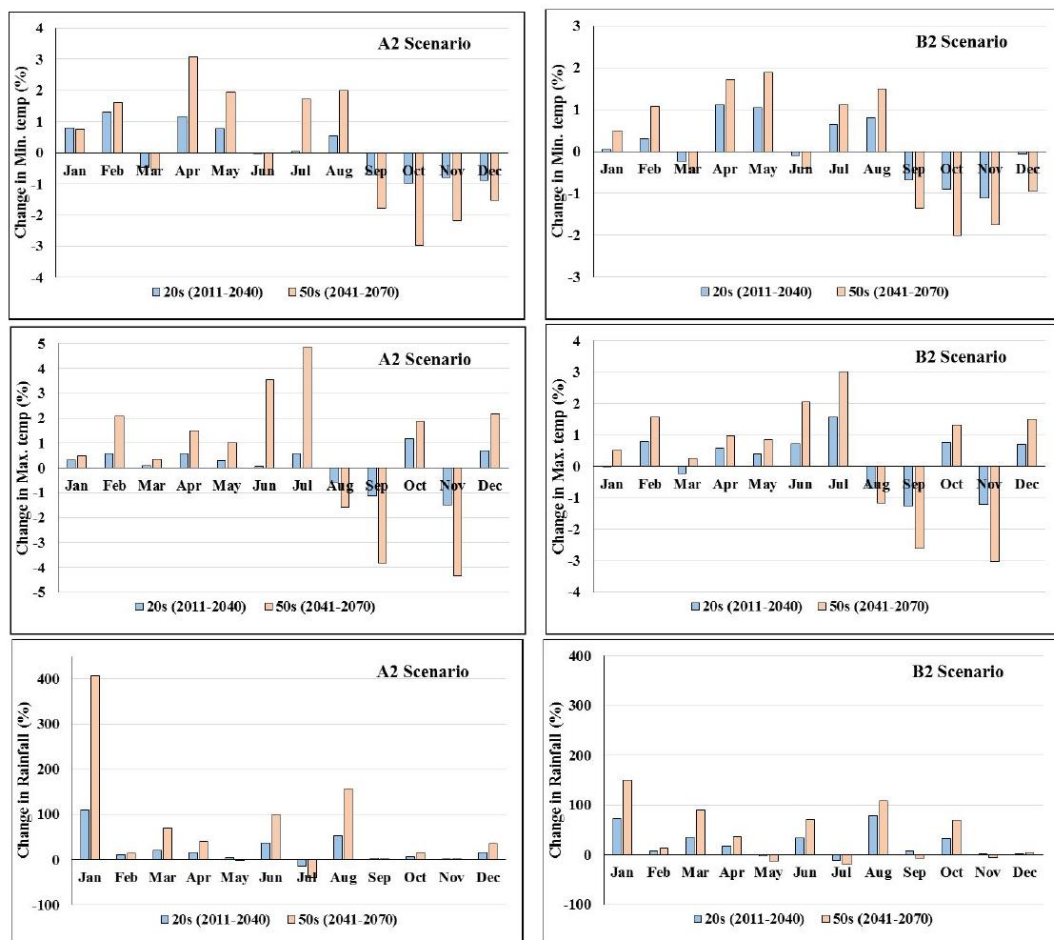 A2 Scenario
Change in Min. temp (%)
4
3
2
1
0
-1
-2
-3
-4
Jan Feb Mar Apr May Jun Jul Aug Sep Oct Nov Dec
20s (2011-2040) 50s (2041-2070)
B2 Scenario
Change in Min. temp (%)
3
2
1
0
-1
-2
-3
Jan Feb Mar Apr May Jun Jul Aug Sep Oct Nov Dec
20s (2011-2040) 50s (2041-2070)
A2 Scenario
Change in Max. temp (%)
5
4
3
2
1
0
-1
-2
-3
-4
-5
Jan Feb Mar Apr May Jun Jul Aug Sep Oct Nov Dec
20s (2011-2040) 50s (2041-2070)
B2 Scenario
Change in Max. temp (%)
4
3
2
1
0
-1
-2
-3
-4
Jan Feb Mar Apr May Jun Jul Aug Sep Oct Nov Dec
20s (2011-2040) 50s (2041-2070)
A2 Scenario
Change in Rainfall (%)
400
300
200
100
0
-100
Jan Feb Mar Apr May Jun Jul Aug Sep Oct Nov Dec
20s (2011-2040) 50s (2041-2070)
B2 Scenario
Change in Rainfall (%)
400
300
200
100
0
-100
Jan Feb Mar Apr May Jun Jul Aug Sep Oct Nov Dec
20s (2011-2040) 50s (2041-2070)